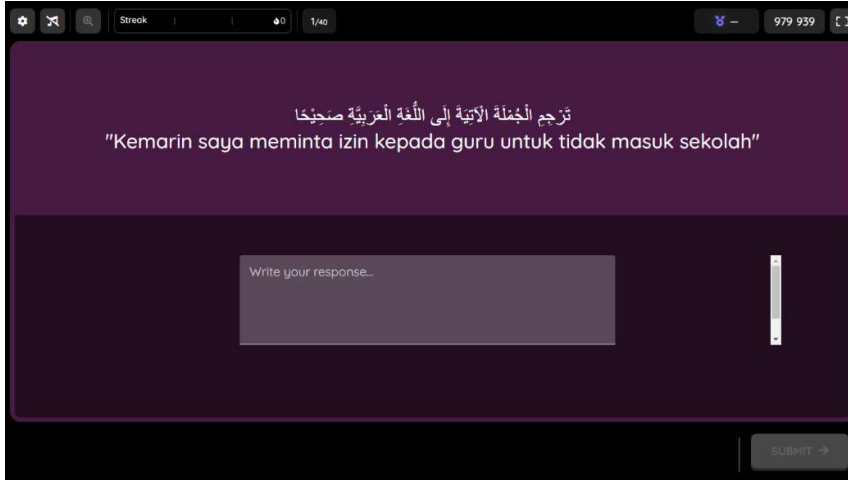 Streak 0 1/40 – 979 939
تَرْجِمِ الْجُمْلَةَ الْآتِيَةَ إِلَى اللُّغَةِ الْعَرَبِيَّةِ صَحِيْحًا
"Kemarin saya meminta izin kepada guru untuk tidak masuk sekolah"
Write your response...
SUBMIT →